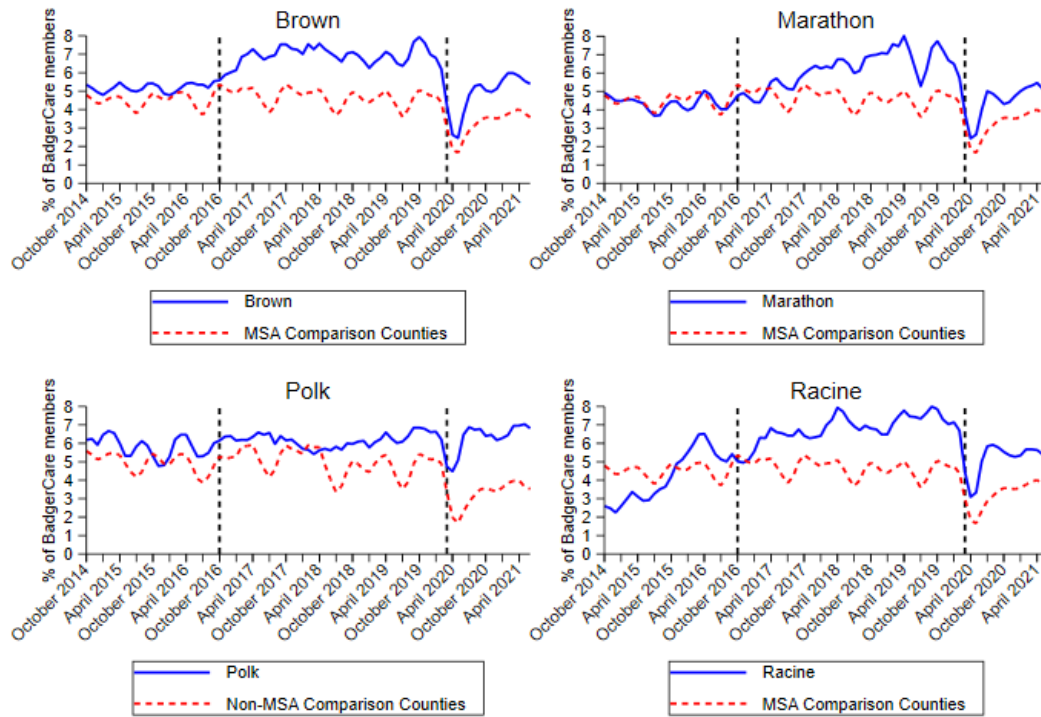 Brown
% of BadgerCare members
8
7
6
5
4
3
2
1
0
October 2014
April 2015
October 2015
April 2016
October 2016
April 2017
October 2017
April 2018
October 2018
April 2019
October 2019
April 2020
October 2020
April 2021
Brown
MSA Comparison Counties
Marathon
% of BadgerCare members
8
7
6
5
4
3
2
1
0
October 2014
April 2015
October 2015
April 2016
October 2016
April 2017
October 2017
April 2018
October 2018
April 2019
October 2019
April 2020
October 2020
April 2021
Marathon
MSA Comparison Counties
Polk
% of BadgerCare members
8
7
6
5
4
3
2
1
0
October 2014
April 2015
October 2015
April 2016
October 2016
April 2017
October 2017
April 2018
October 2018
April 2019
October 2019
April 2020
October 2020
April 2021
Polk
Non-MSA Comparison Counties
Racine
% of BadgerCare members
8
7
6
5
4
3
2
1
0
October 2014
April 2015
October 2015
April 2016
October 2016
April 2017
October 2017
April 2018
October 2018
April 2019
October 2019
April 2020
October 2020
April 2021
Racine
MSA Comparison Counties